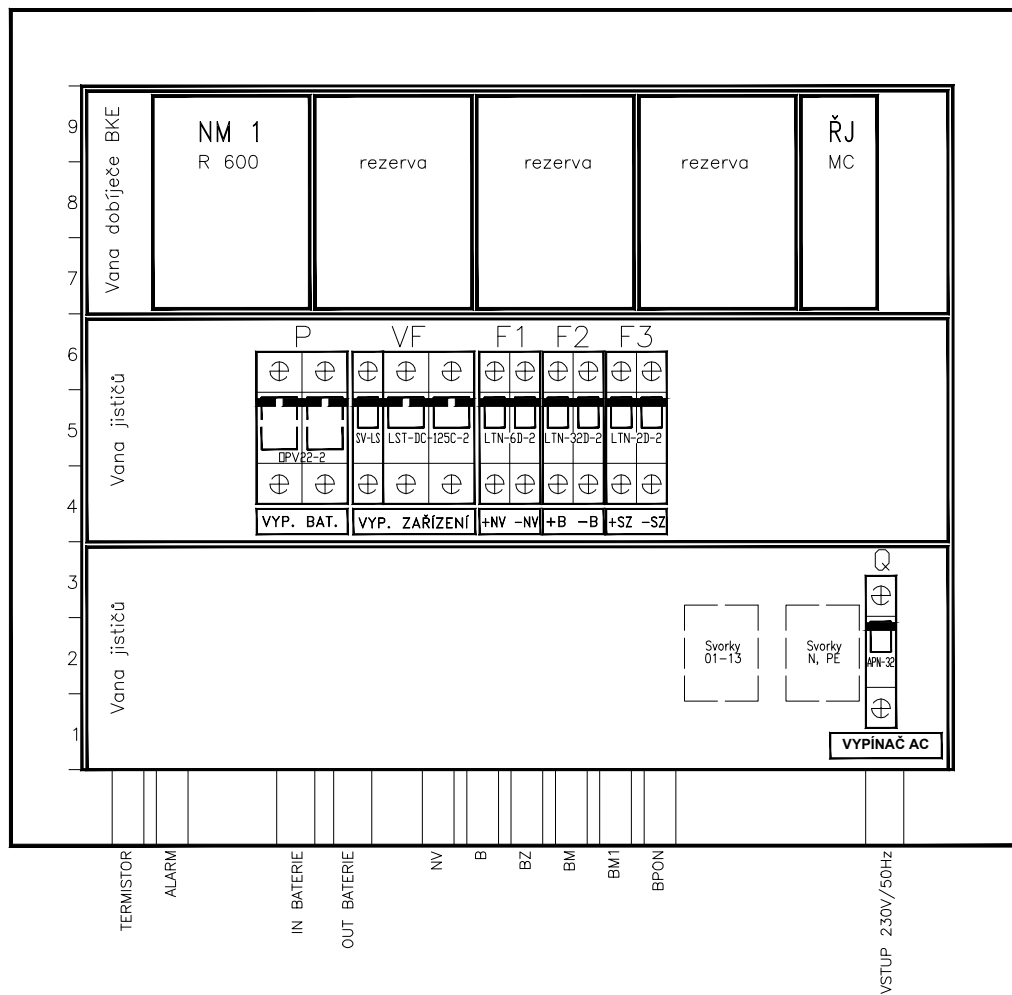 9
8
7
Vana dobíječe BKE
NM 1
R 600
rezerva
rezerva
rezerva
ŘJ
MC
6
5
4
Vana jističů
P
VF
F1
F2
F3
OPV22-2
SV-LS
LST-DC-125C-2
LTN-6D-2
LTN-32D-2
LTN-2D-2
VYP. BAT.
VYP. ZAŘÍZENÍ
+NV -NV
+B -B
+SZ -SZ
3
2
1
Vana jističů
Svorky
01-13
Svorky
N, PE
Q
APN-32
VYPÍNAČ AC
TERMISTOR
ALARM
IN BATERIE
OUT BATERIE
NV
B
BZ
BM
BM1
BPON
VSTUP 230V/50Hz